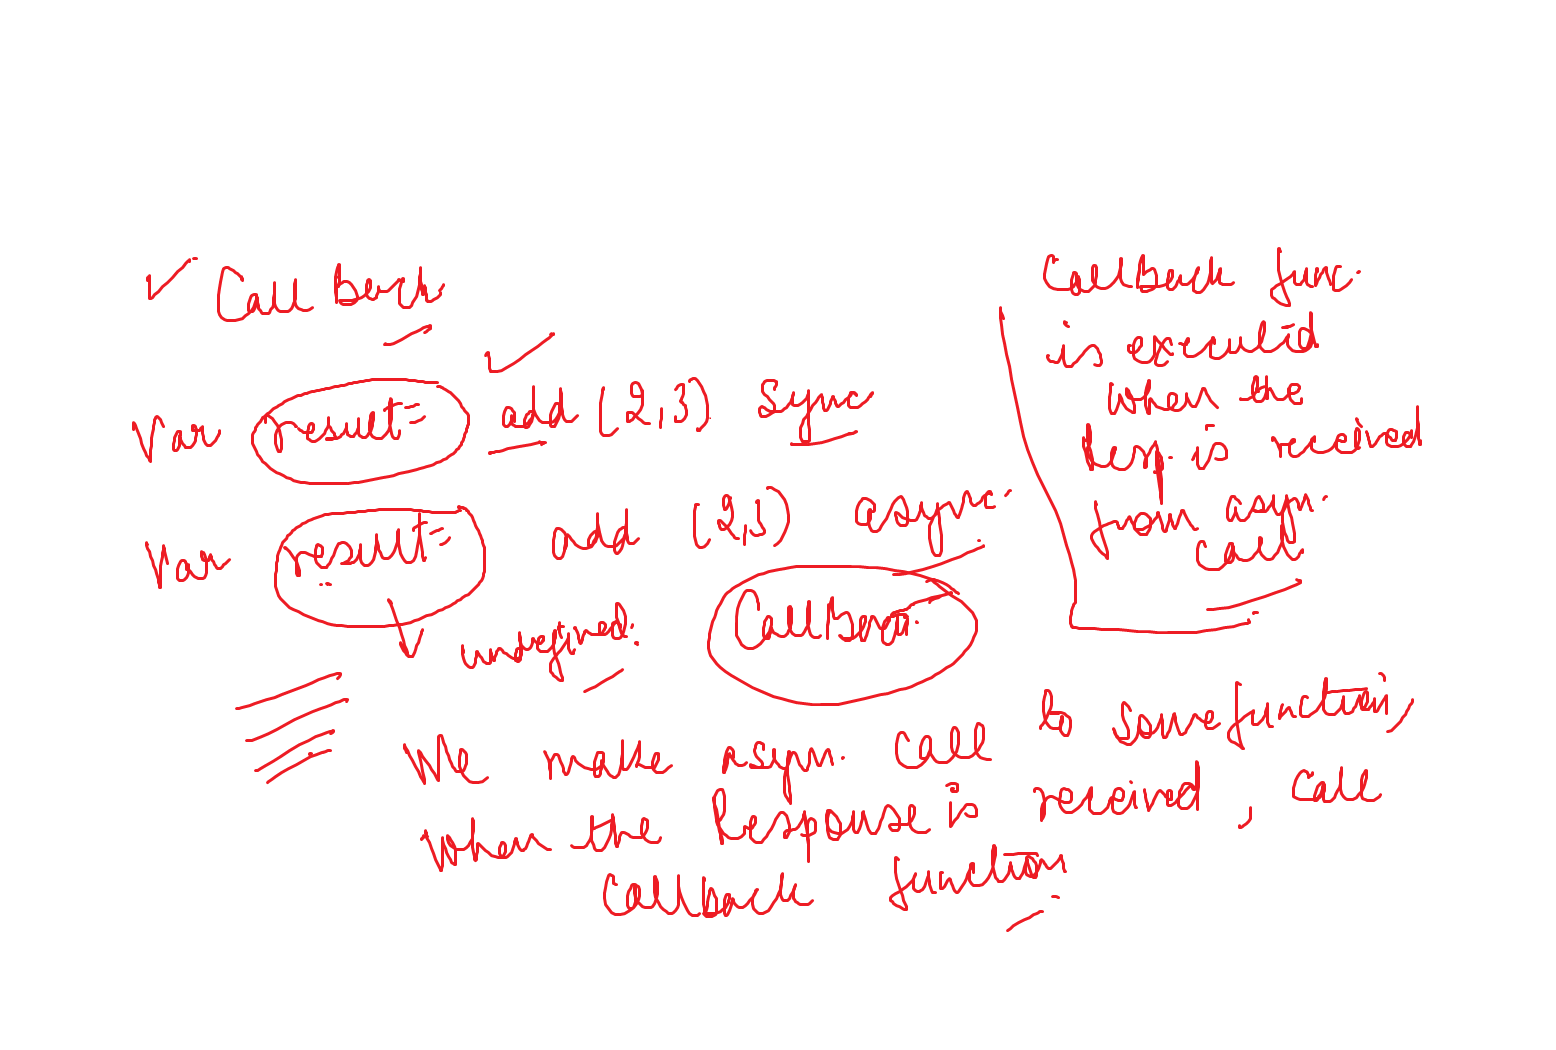 Call Back
Var result= add (2,3) Sync
Var result= add (2,3) async.
undefined.
CallBack
Callback func.
is executed
when the
Resp. is received
from asyn.
call
We make asyn. call to some function,
when the Response is received, call
callback function